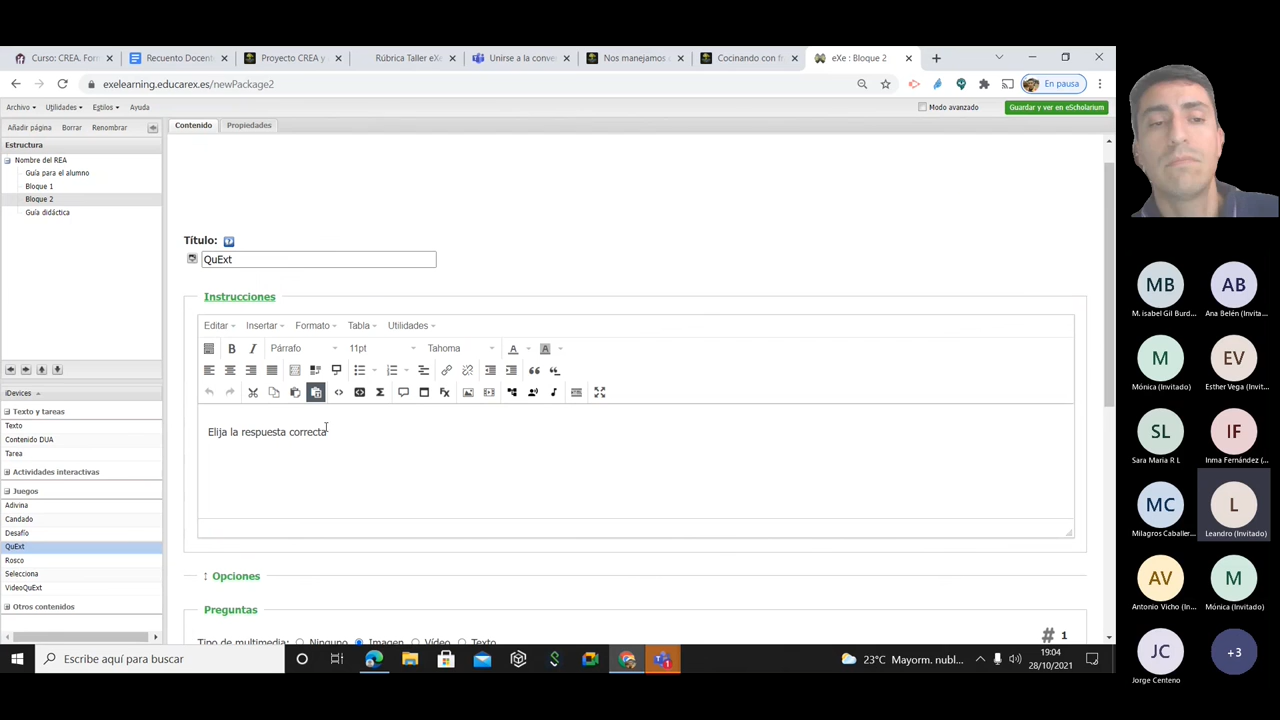 Curso: CREA. For
Recuento Docent
Proyecto CREA y
Rúbrica Taller eXe
Unirse a la conve
Nos manejamos c
Cocinando con fr
eXe : Bloque 2
exelearning.educarex.es/newPackage2
En pausa
Archivo Utilidades Estilos Ayuda
Modo avanzado
Guardar y ver en eScholarium
Añadir página Borrar Renombrar
Contenido Propiedades
Estructura
Nombre del REA
Guía para el alumno
Bloque 1
Bloque 2
Guía didáctica
Título:
QuExt
Instrucciones
Editar Insertar Formato Tabla Utilidades
B I Párrafo 11pt Tahoma A A
Elija la respuesta correcta
iDevices
Texto y tareas
Texto
Contenido DUA
Tarea
Actividades interactivas
Juegos
Adivina
Candado
Desafío
QuExt
Rosco
Selecciona
VideoQuExt
Otros contenidos
Opciones
Preguntas
Tipo de multimedia: Ninguno Imagen Vídeo Texto
# 1
Escribe aquí para buscar
23°C Mayorm. nubl...
19:04
28/10/2021
MB
M. isabel Gil Burd...
AB
Ana Belén (Invita...
M
Mónica (Invitado)
EV
Esther Vega (Invit...
SL
Sara Maria R L
IF
Inma Fernández (...
MC
Milagros Caballer...
L
Leandro (Invitado)
AV
Antonio Vicho (In...
M
Mónica (Invitado)
JC
Jorge Centeno
+3